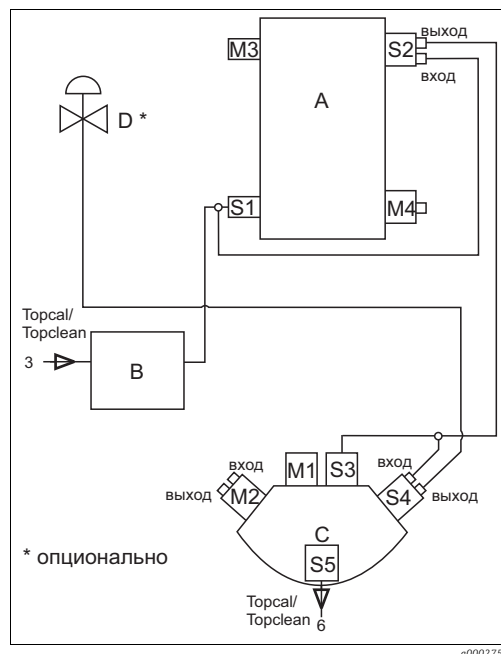 выход
M3
S2
A
вход
D *
S1
M4
Topcal/
Topclean
3
B
вход
M1
S3
вход
выход
M2
S4
выход
C
* опционально
S5
Topcal/
Topclean
6